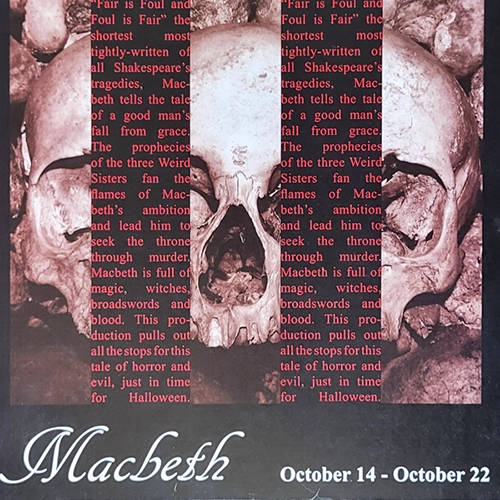 "Fair is Foul and
Foul is Fair" the
shortest most
tightly-written of
all Shakespeare's
tragedies, Mac-
beth tells the tale
of a good man's
fall from grace.
The prophecies
of the three Weird
Sisters fan the
flames of Mac-
beth's ambition
and lead him to
seek the throne
through murder.
Macbeth is full of
magic, witches,
broadswords and
blood. This pro-
duction pulls out
all the stops for this
tale of horror and
evil, just in time
for Halloween.
"Fair is Foul and
Foul is Fair" the
shortest most
tightly-written of
all Shakespeare's
tragedies, Mac-
beth tells the tale
of a good man's
fall from grace.
The prophecies
of the three Weird
Sisters fan the
flames of Mac-
beth's ambition
and lead him to
seek the throne
through murder.
Macbeth is full of
magic, witches,
broadswords and
blood. This pro-
duction pulls out
all the stops for this
tale of horror and
evil, just in time
for Halloween.
Macbeth
October 14 - October 22